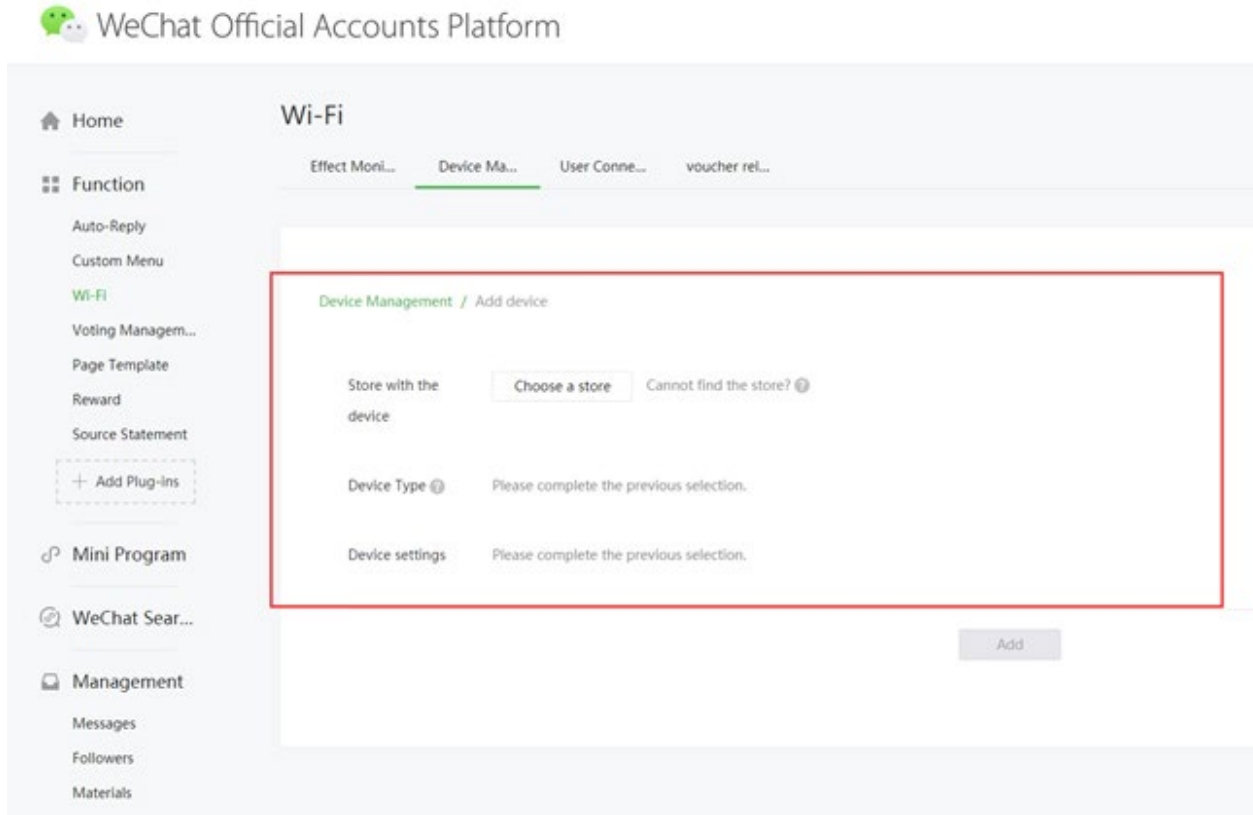 WeChat Official Accounts Platform
Home
Function
Auto-Reply
Custom Menu
Wi-Fi
Voting Managem...
Page Template
Reward
Source Statement
+ Add Plug-ins
Mini Program
WeChat Sear...
Management
Messages
Followers
Materials
Wi-Fi
Effect Moni... Device Ma... User Conne... voucher rel...
Device Management / Add device
Store with the device Choose a store Cannot find the store? ?
Device Type ? Please complete the previous selection.
Device settings Please complete the previous selection.
Add